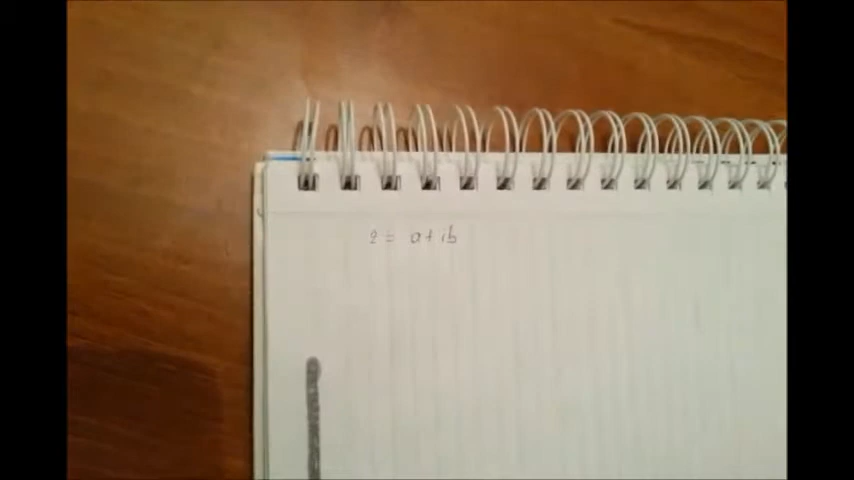 z = a+ib